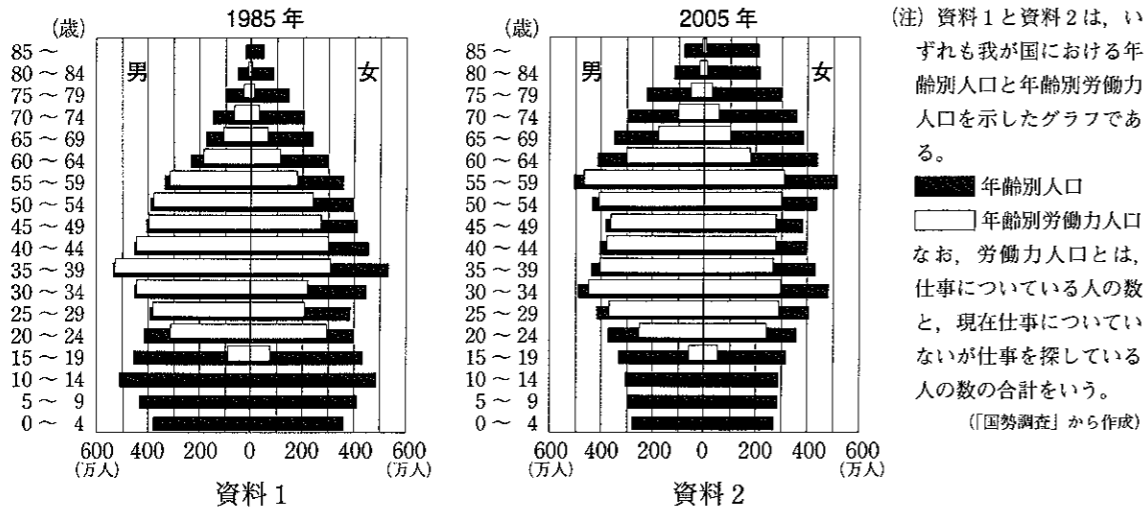 1985年
(歳)
男
女
85～
80～84
75～79
70～74
65～69
60～64
55～59
50～54
45～49
40～44
35～39
30～34
25～29
20～24
15～19
10～14
5～9
0～4
600 400 200 0 200 400 600
(万人) (万人)
資料1
2005年
(歳)
男
女
85～
80～84
75～79
70～74
65～69
60～64
55～59
50～54
45～49
40～44
35～39
30～34
25～29
20～24
15～19
10～14
5～9
0～4
600 400 200 0 200 400 600
(万人) (万人)
資料2
(注) 資料1と資料2は，い
ずれも我が国における年
齢別人口と年齢別労働力
人口を示したグラフであ
る。
年齢別人口
年齢別労働力人口
なお，労働力人口とは，
仕事についている人の数
と，現在仕事についてい
ないが仕事を探している
人の数の合計をいう。
(「国勢調査」から作成)